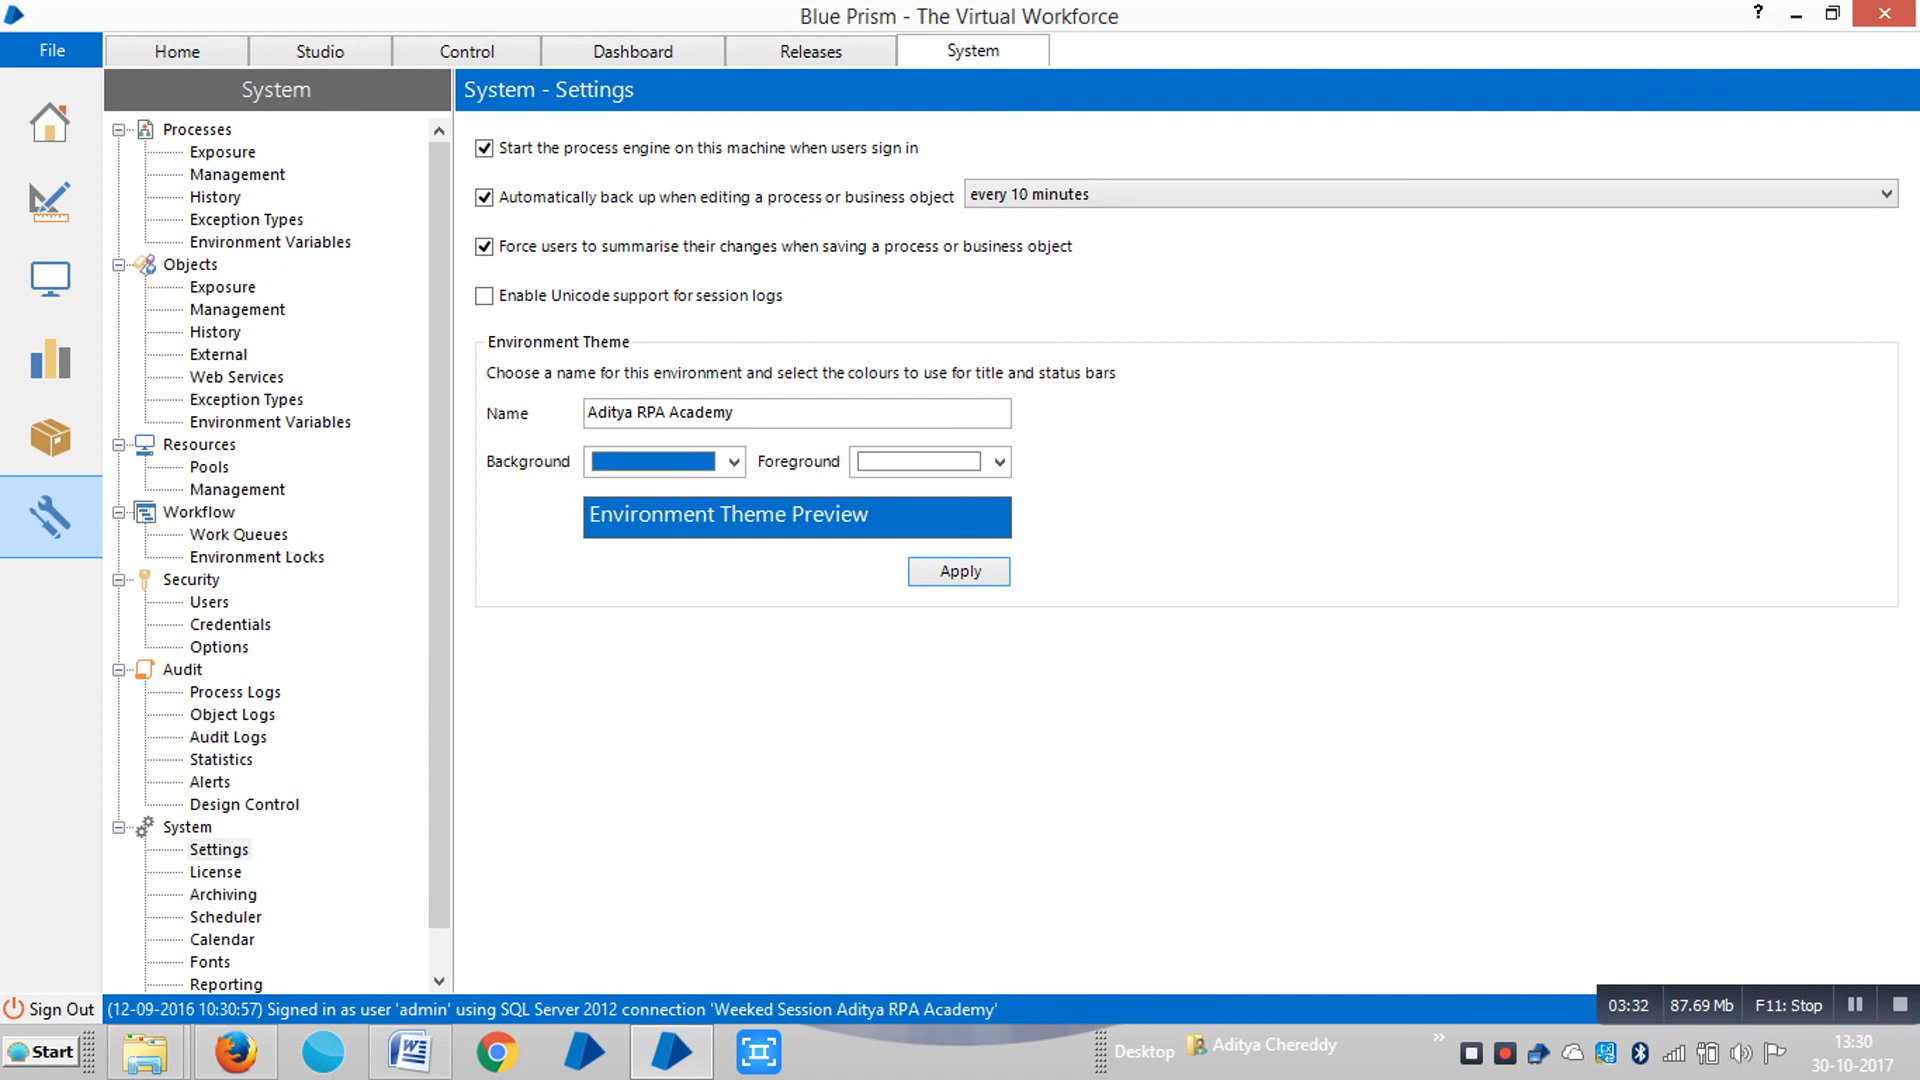 Blue Prism - The Virtual Workforce
?
File
Home
Studio
Control
Dashboard
Releases
System
System
System - Settings
Processes
Exposure
Management
History
Exception Types
Environment Variables
Objects
Exposure
Management
History
External
Web Services
Exception Types
Environment Variables
Resources
Pools
Management
Workflow
Work Queues
Environment Locks
Security
Users
Credentials
Options
Audit
Process Logs
Object Logs
Audit Logs
Statistics
Alerts
Design Control
System
Settings
License
Archiving
Scheduler
Calendar
Fonts
Reporting
Start the process engine on this machine when users sign in
Automatically back up when editing a process or business object
every 10 minutes
Force users to summarise their changes when saving a process or business object
Enable Unicode support for session logs
Environment Theme
Choose a name for this environment and select the colours to use for title and status bars
Name
Aditya RPA Academy
Background
Foreground
Environment Theme Preview
Apply
Sign Out
(12-09-2016 10:30:57) Signed in as user 'admin' using SQL Server 2012 connection 'Weeked Session Aditya RPA Academy'
03:32
87.69 Mb
F11: Stop
Start
Desktop
Aditya Chereddy
»
13:30
30-10-2017